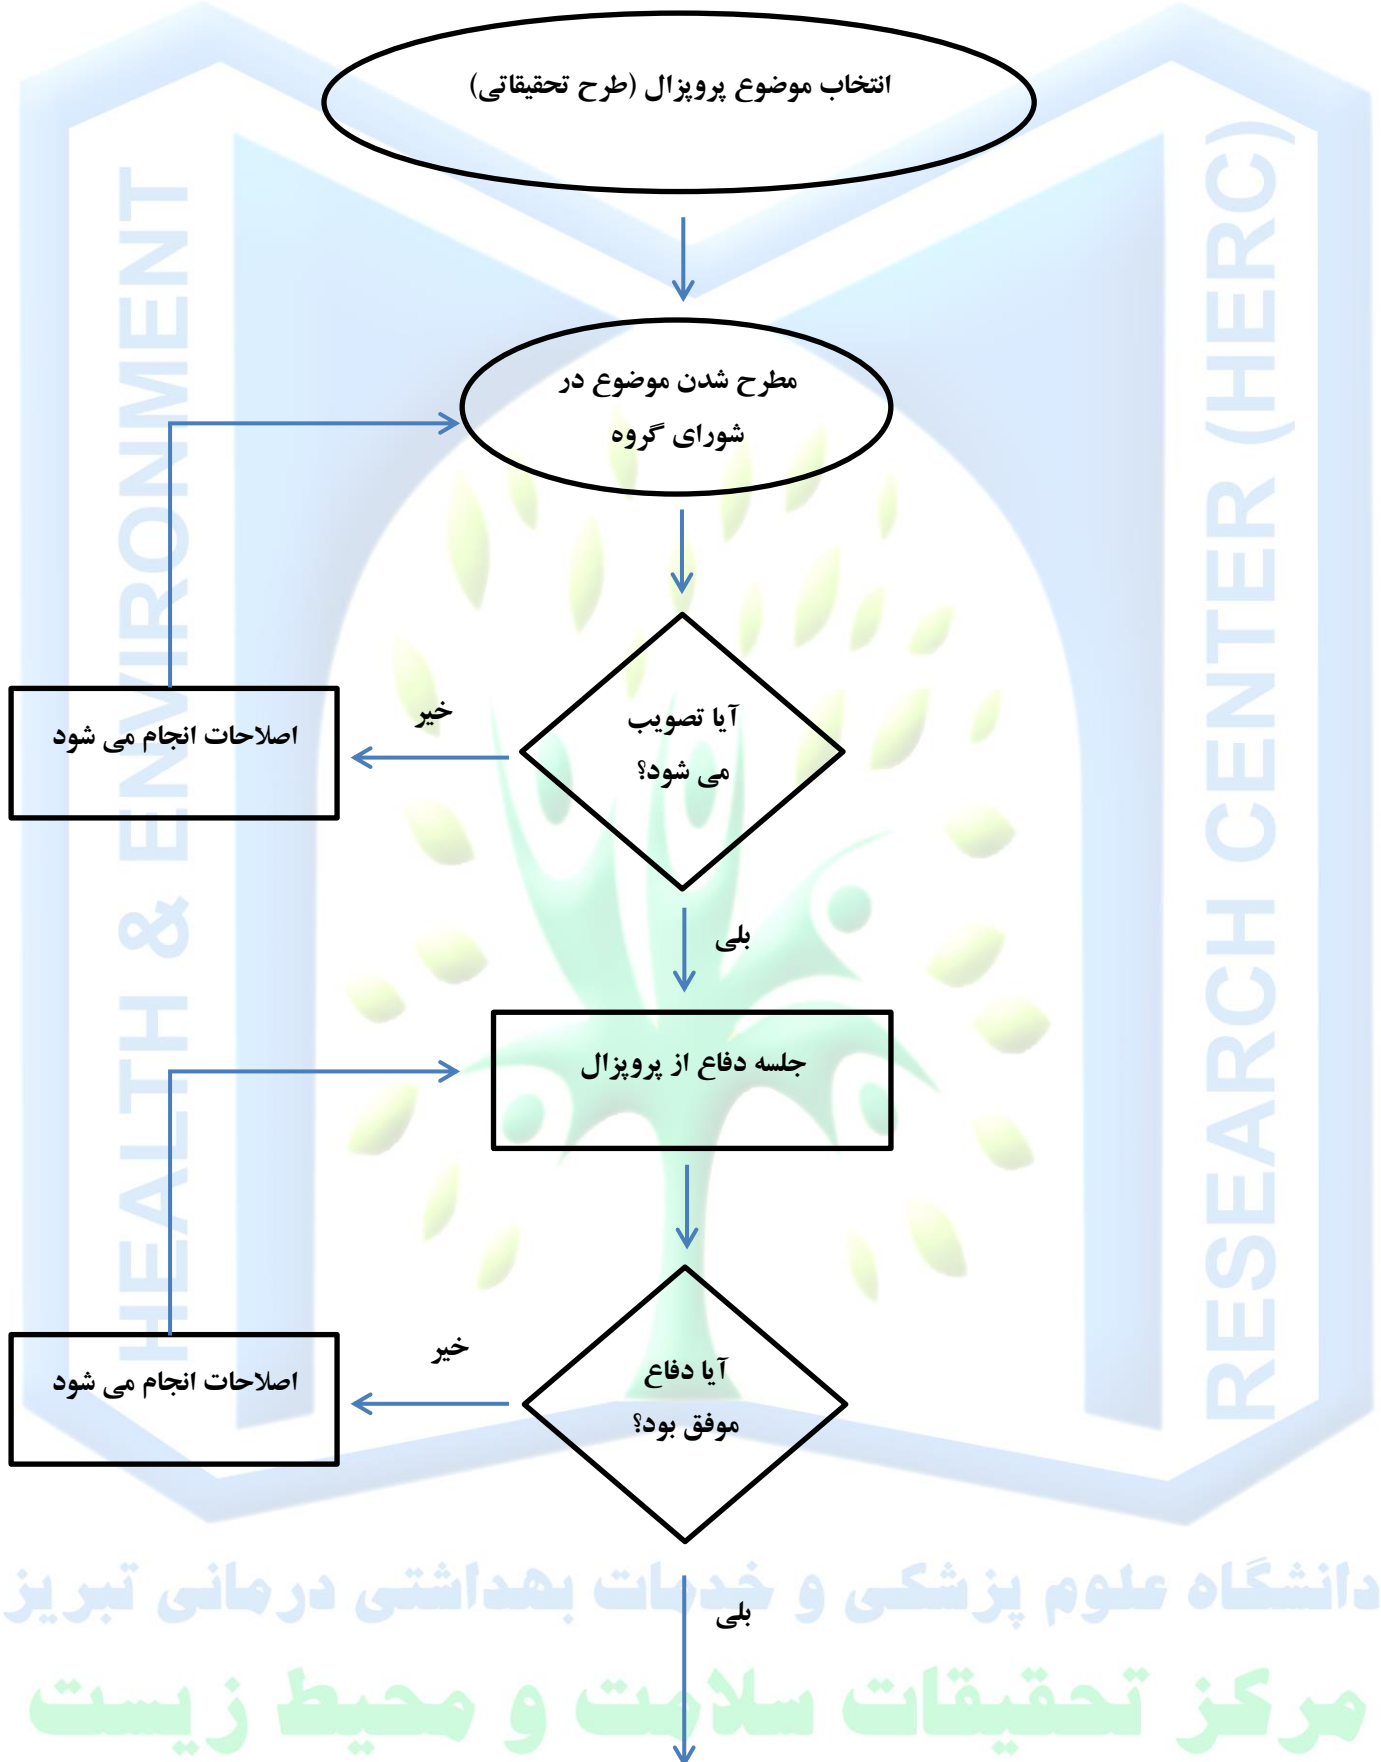 انتخاب موضوع پروپزال (طرح تحقیقاتی)
مطرح شدن موضوع در
شورای گروه
آیا تصویب
می شود؟
خیر
اصلاحات انجام می شود
بلی
جلسه دفاع از پروپزال
آیا دفاع
موفق بود؟
خیر
اصلاحات انجام می شود
بلی
HEALTH & ENVIRONMENT
RESEARCH CENTER (HERC)
دانشگاه علوم پزشکی و خدمات بهداشتی درمانی تبریز
مرکز تحقیقات سلامت و محیط زیست